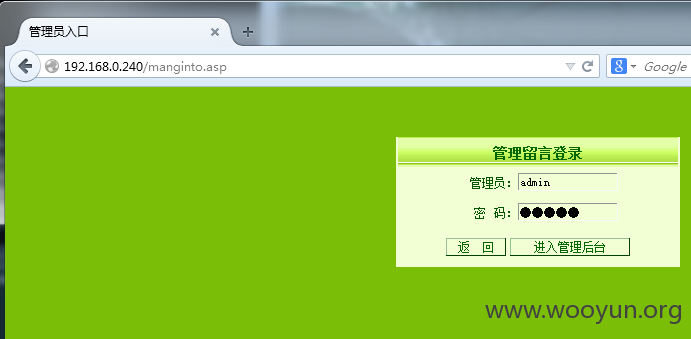 管理员入口
192.168.0.240/manginto.asp
Google
管理留言登录
管理员：admin
密 码：●●●●●
返 回 进入管理后台
www.wooyun.org